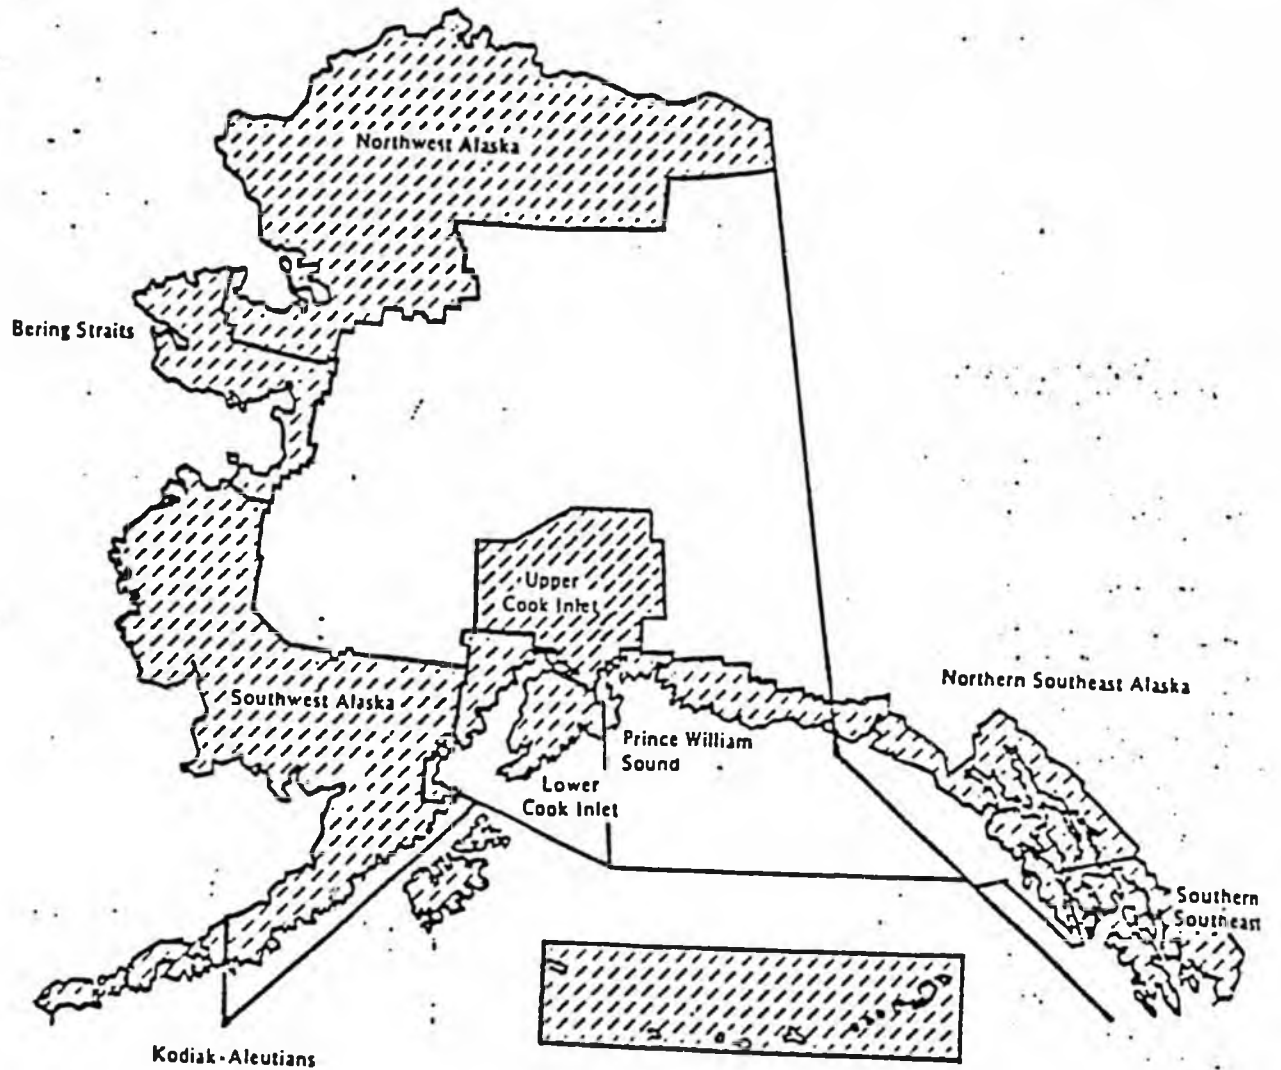 Northwest Alaska
Bering Straits
Upper
Cook Inlet
Northern Southeast Alaska
Southwest Alaska
Prince William
Sound
Lower
Cook Inlet
Southern
Southeast
Kodiak-Aleutians